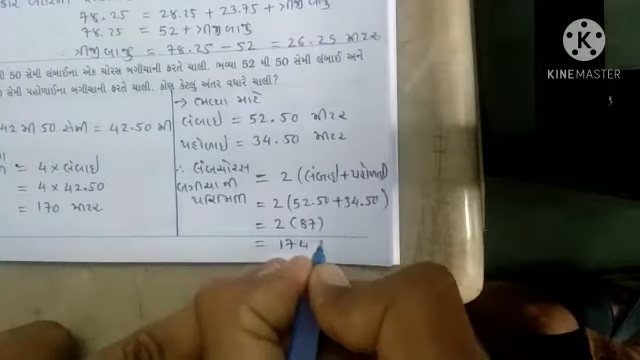 78.25 = 28.25 + 23.75 + ત્રીજી બાજુ
78.25 = 52 + ત્રીજી બાજુ
ત્રીજી બાજુ = 78.25 - 52 = 26.25 મીટર
50 સેમી લંબાઈના એક ચોરસ બગીચાની ફરતે ચાલી. ભવ્યા 52 મી 50 સેમી લંબાઈ અને
સેમી પહોળાઈના બગીચાની ફરતે ચાલી. કોણ કેટલું અંતર વધારે ચાલી?
42 મી 50 સેમી = 42.50 મી
= 4 × લંબાઈ
= 4 × 42.50
= 170 મીટર
→ ભવ્યા માટે
લંબાઈ = 52.50 મીટર
પહોળાઈ = 34.50 મીટર
∴ લંબચોરસ
બગીચાની = 2 (લંબાઈ + પહોળાઈ)
પરિમિતિ = 2 (52.50 + 34.50)
= 2 (87)
= 174
K
KINEMASTER